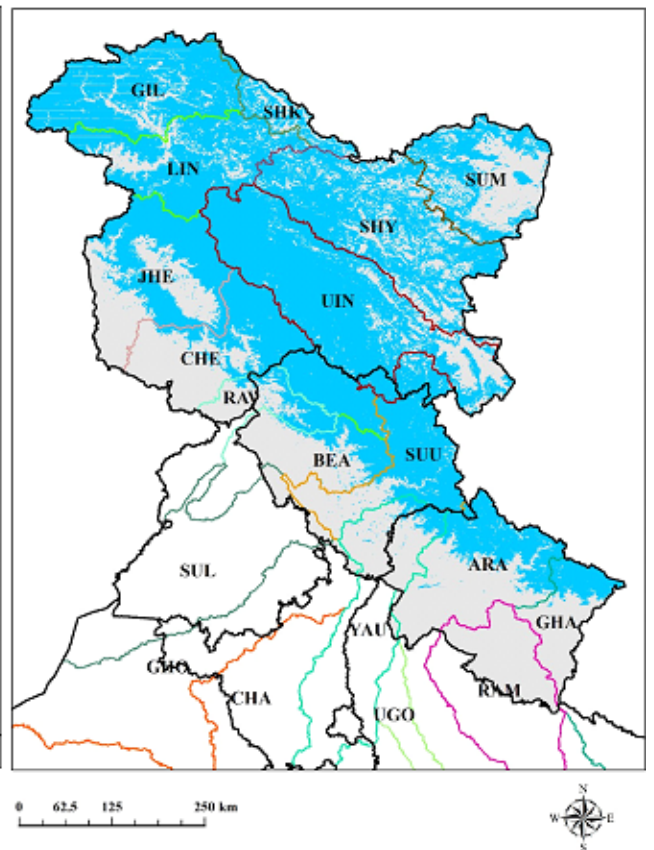 GIL
SHK
LIN
SUM
SHY
JHE
UIN
CHE
RAV
BEA
SUU
SUL
ARA
GHA
YAU
GHO
CHA
RAM
UGO
0 62.5 125 250 km
N
W E
S